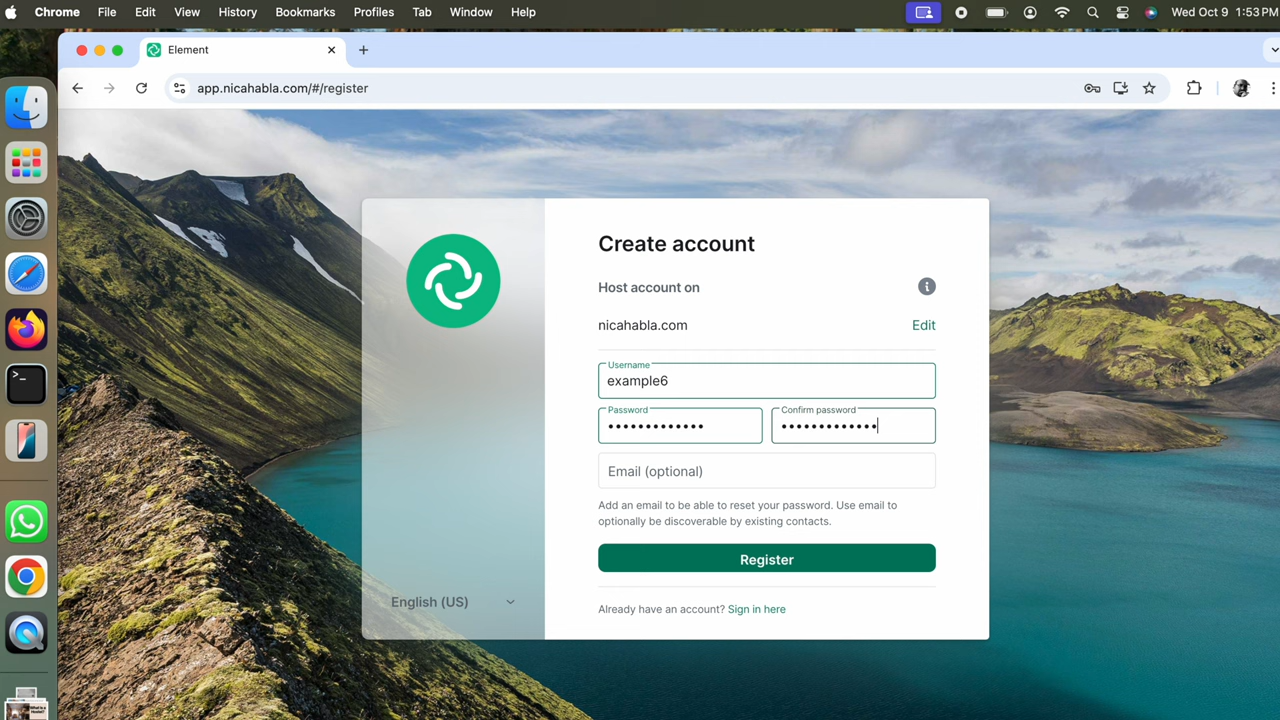 Chrome File Edit View History Bookmarks Profiles Tab Window Help Wed Oct 9 1:53 PM
Element
app.nicahabla.com/#/register
Create account
Host account on
nicahabla.com Edit
Username
example6
Password Confirm password
••••••••••••• •••••••••••••
Email (optional)
Add an email to be able to reset your password. Use email to
optionally be discoverable by existing contacts.
Register
English (US)
Already have an account? Sign in here